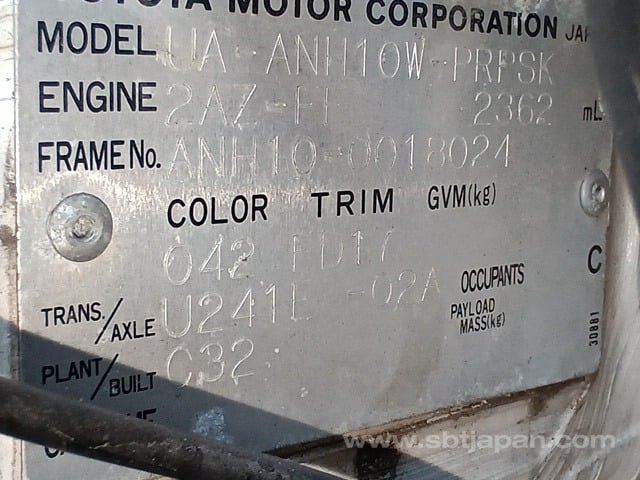 TOYOTA MOTOR CORPORATION JAPAN
MODEL UA-ANH10W-PRPSK
ENGINE 2AZ-FE 2362 mL
FRAME No. ANH10-0018024
COLOR TRIM GVM(kg)
042 FD17
TRANS./AXLE U241E -02A OCCUPANTS
PAYLOAD MASS(kg)
PLANT/BUILT C32
C
30881
www.sbtjapan.com